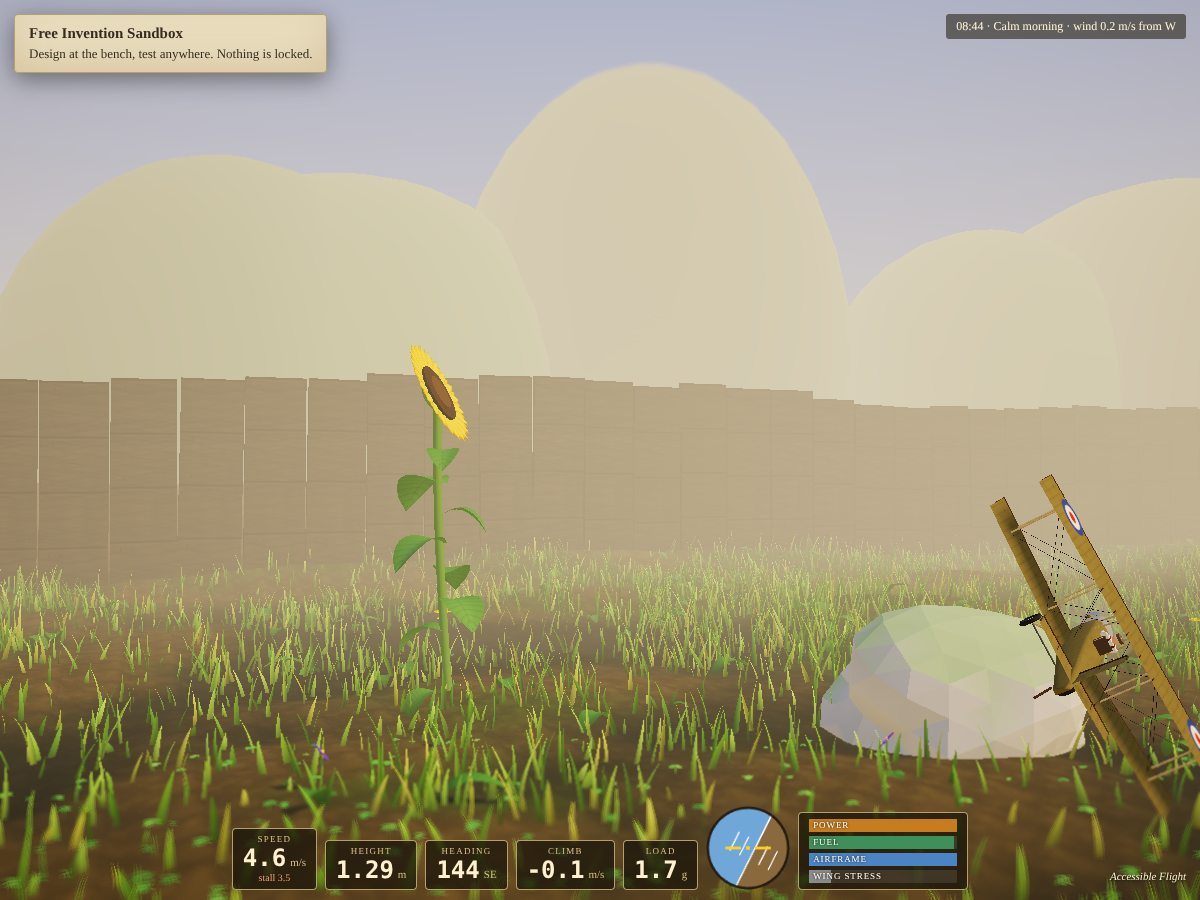 Free Invention Sandbox
Design at the bench, test anywhere. Nothing is locked.
08:44 · Calm morning · wind 0.2 m/s from W
SPEED
4.6 m/s
stall 3.5
HEIGHT
1.29 m
HEADING
144 SE
CLIMB
-0.1 m/s
LOAD
1.7 g
POWER
FUEL
AIRFRAME
WING STRESS
Accessible Flight